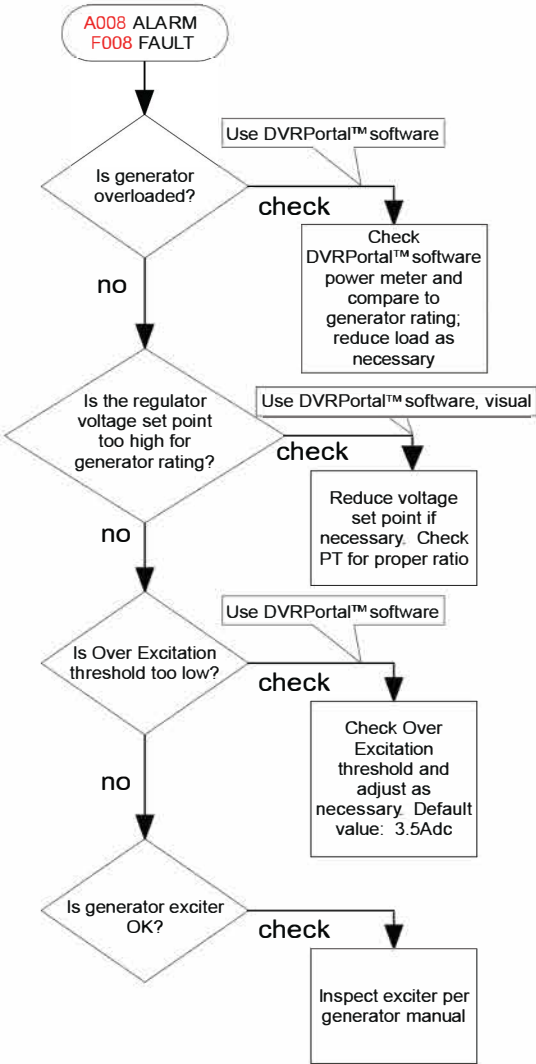 A008 ALARM
F008 FAULT
Use DVRPortal™ software
Is generator
overloaded?
check
Check
DVRPortal™ software
power meter and
compare to
generator rating;
reduce load as
necessary
no
Is the regulator
voltage set point
too high for
generator rating?
Use DVRPortal™ software, visual
check
Reduce voltage
set point if
necessary. Check
PT for proper ratio
no
Use DVRPortal™ software
Is Over Excitation
threshold too low?
check
Check Over
Excitation
threshold and
adjust as
necessary. Default
value: 3.5Adc
no
Is generator exciter
OK?
check
Inspect exciter per
generator manual